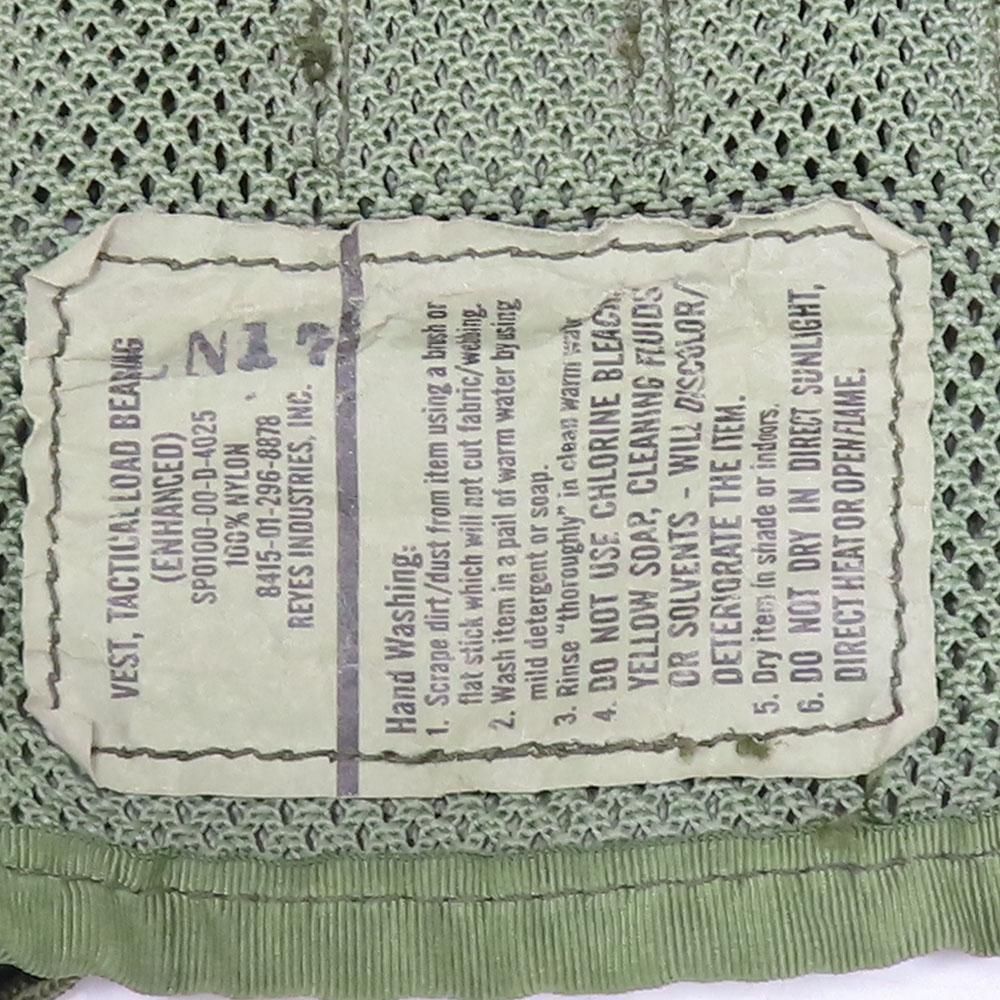 VEST, TACTICAL LOAD BEARING
(ENHANCED)
SPO100-00-D-4025
100% NYLON
8415-01-296-8878
REYES INDUSTRIES, INC.
Hand Washing:
1. Scrape dirt/dust from item using a brush or
flat stick which will not cut fabric/webbing.
2. Wash item in a pail of warm water by using
mild detergent or soap.
3. Rinse "thoroughly" in clean warm water
4. DO NOT USE CHLORINE BLEACH,
YELLOW SOAP, CLEANING FLUIDS
OR SOLVENTS - WILL DISCOLOR/
DETERIORATE THE ITEM.
5. Dry item in shade or indoors.
6. DO NOT DRY IN DIRECT SUNLIGHT,
DIRECT HEAT OR OPEN FLAME.